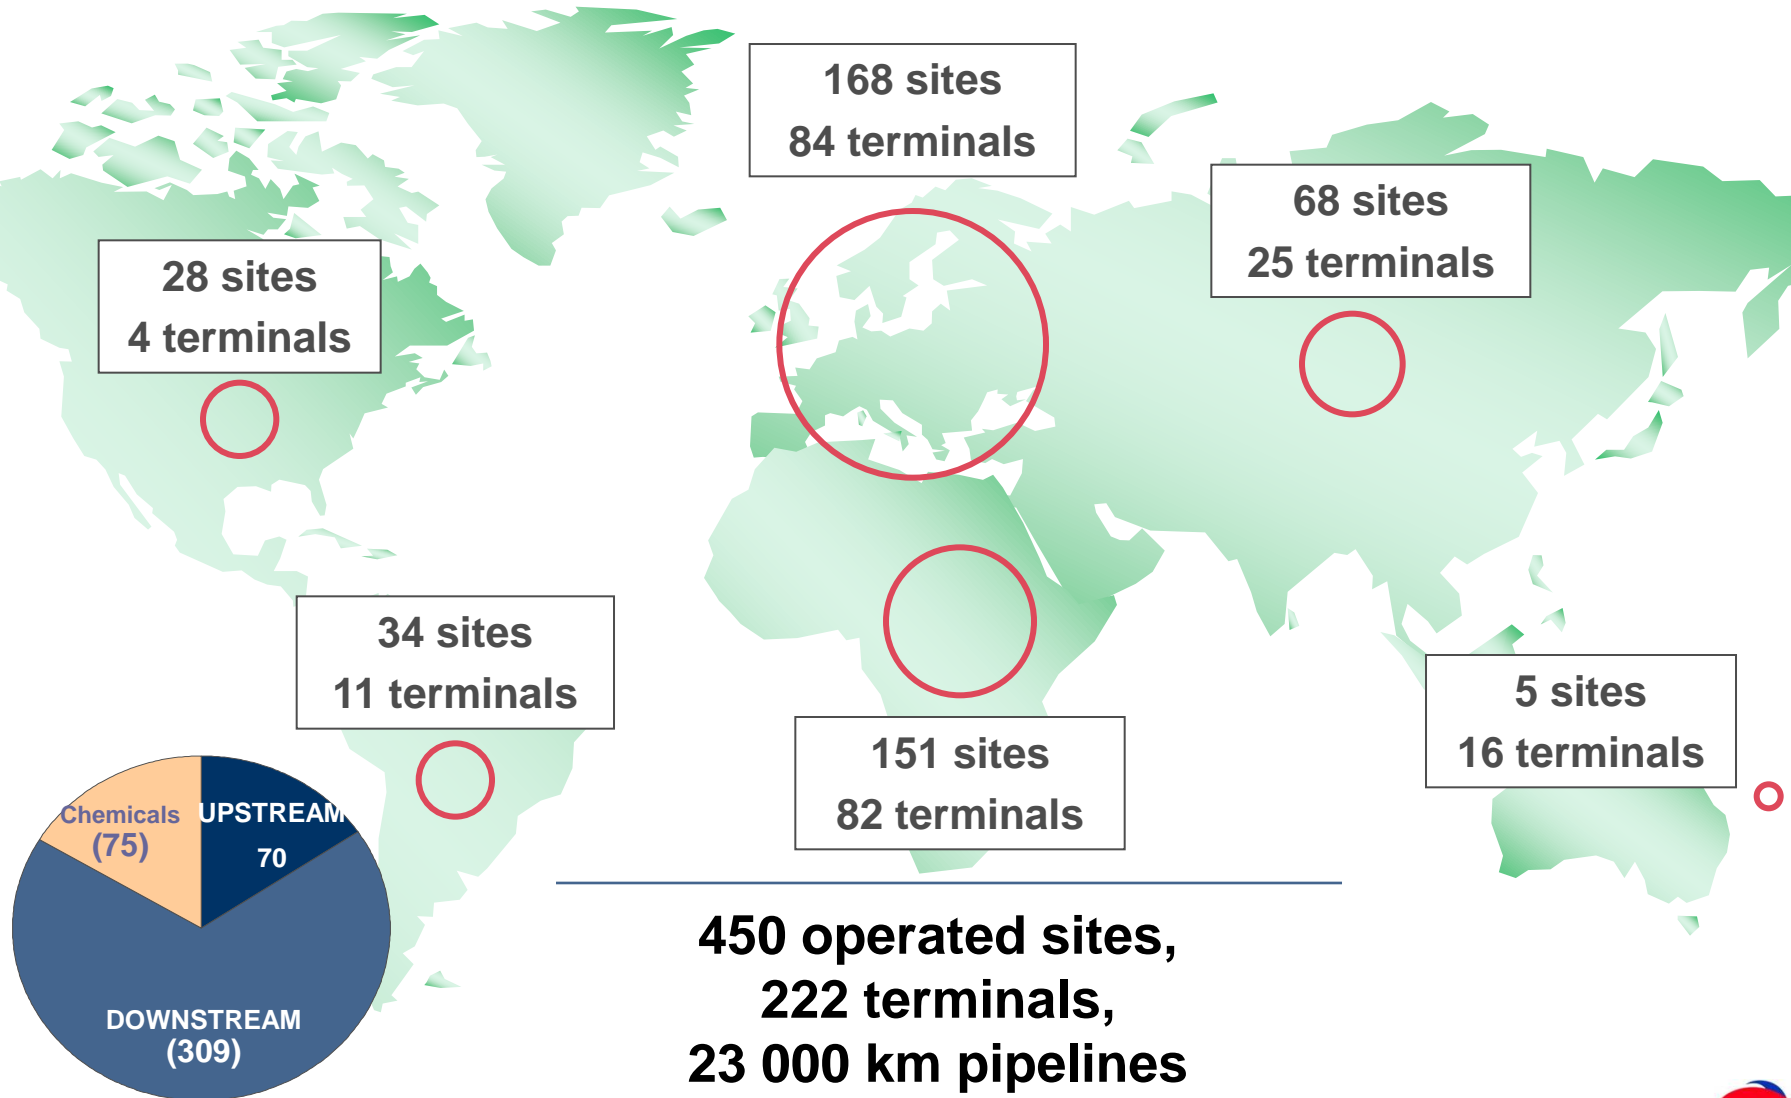 168 sites
84 terminals
68 sites
25 terminals
28 sites
4 terminals
34 sites
11 terminals
5 sites
16 terminals
151 sites
82 terminals
Chemicals
(75)
UPSTREAM
70
DOWNSTREAM
(309)
450 operated sites,
222 terminals,
23 000 km pipelines